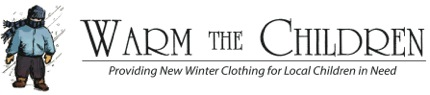 WARM THE CHILDREN
Providing New Winter Clothing for Local Children in Need